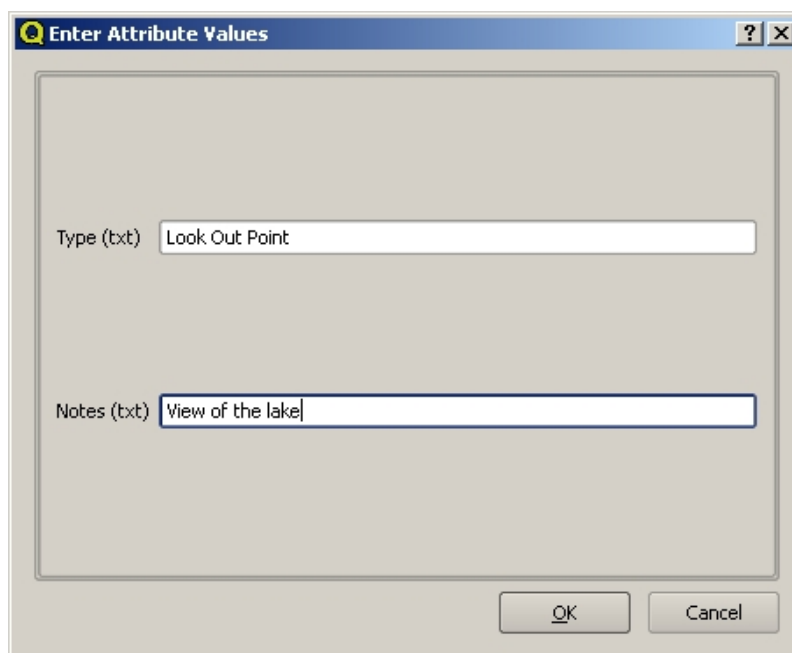 Enter Attribute Values
Type (txt) Look Out Point
Notes (txt) View of the lake
OK Cancel